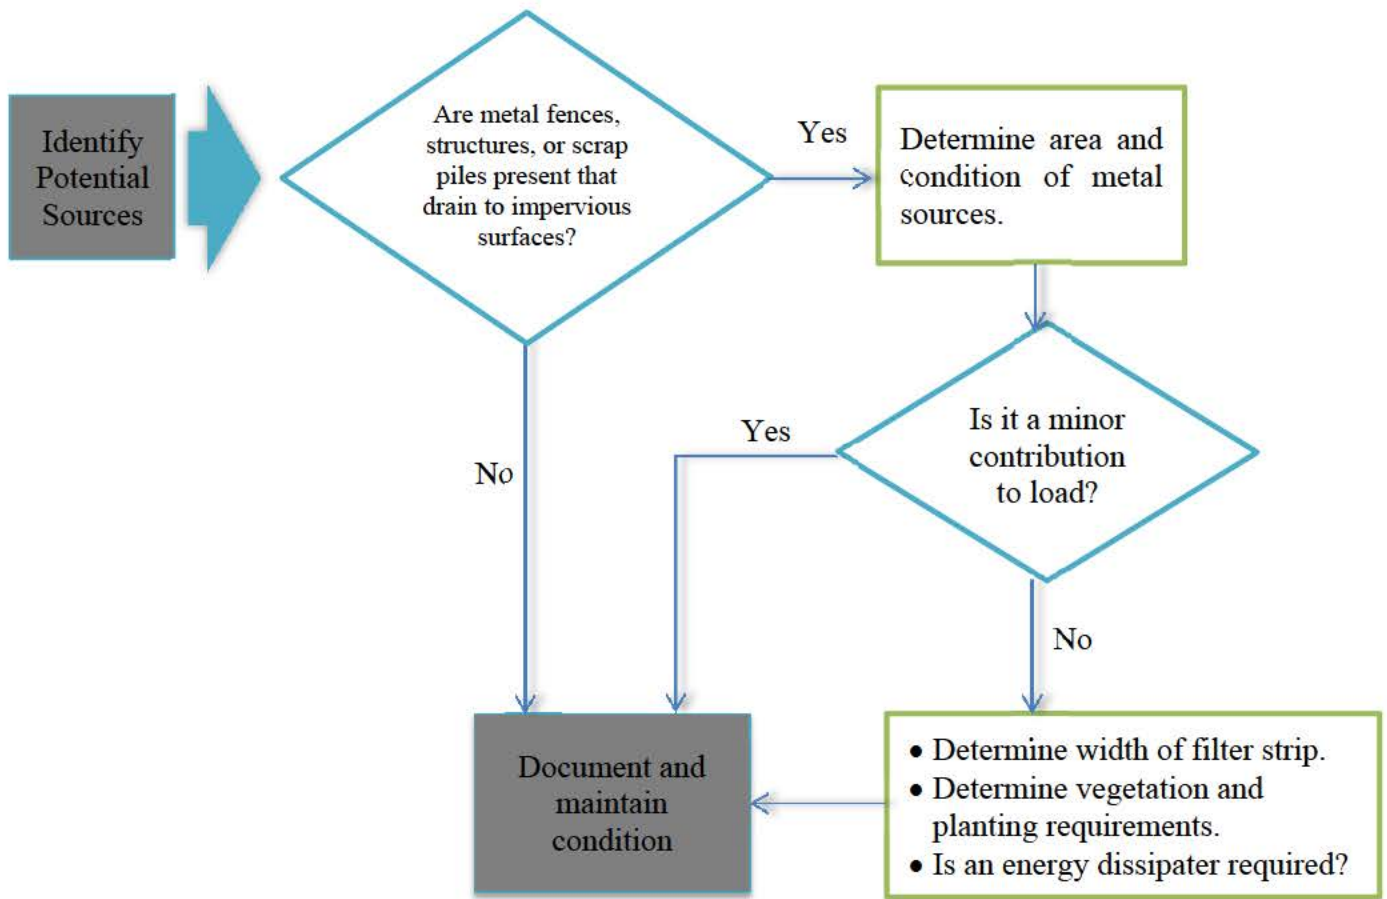 Identify
Potential
Sources
Are metal fences,
structures, or scrap
piles present that
drain to impervious
surfaces?
Yes
Determine area and
condition of metal
sources.
Is it a minor
contribution
to load?
Yes
No
No
Document and
maintain
condition
• Determine width of filter strip.
• Determine vegetation and
planting requirements.
• Is an energy dissipater required?